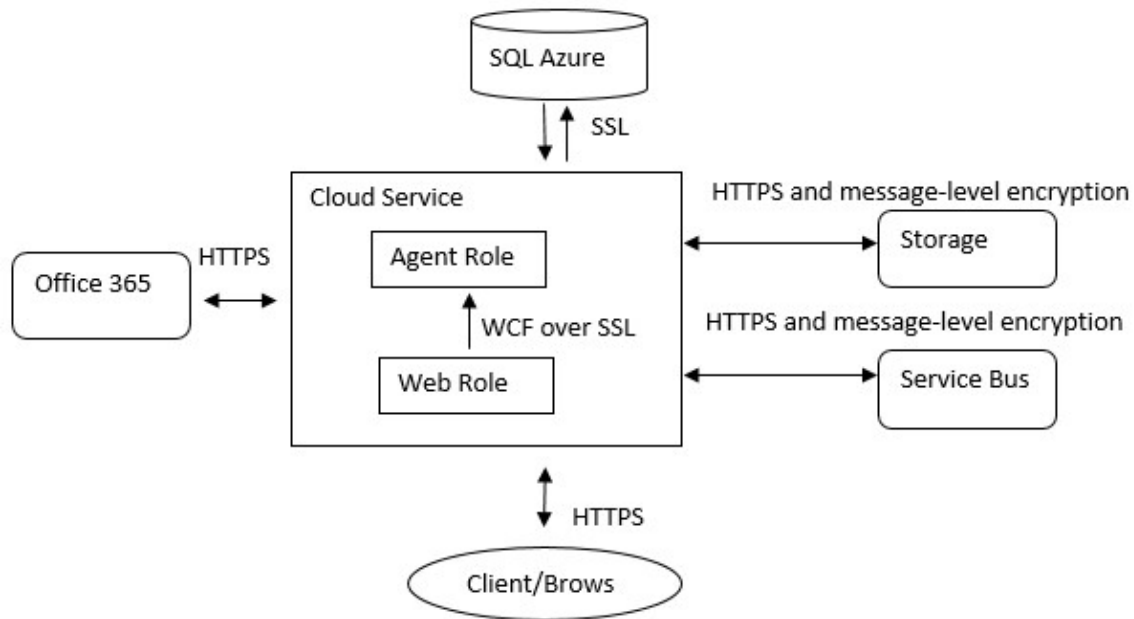 SQL Azure
SSL
Cloud Service
HTTPS and message-level encryption
Agent Role
Storage
HTTPS
Office 365
WCF over SSL
HTTPS and message-level encryption
Web Role
Service Bus
HTTPS
Client/Brows